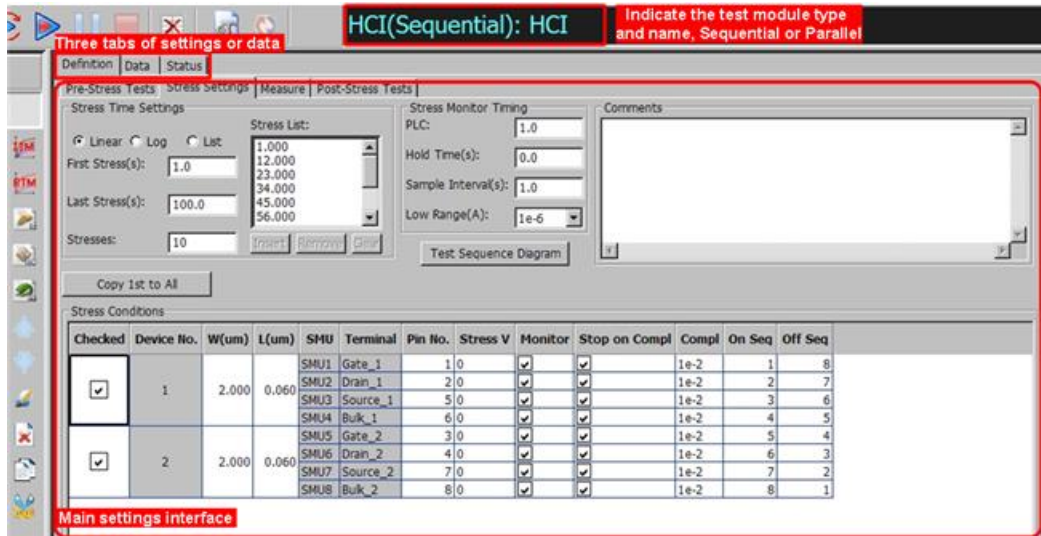 HCI(Sequential): HCI
Indicate the test module type
and name, Sequential or Parallel
Three tabs of settings or data
Definition Data Status
Pre-Stress Tests Stress Settings Measure Post-Stress Tests
Stress Time Settings
Linear Log List
First Stress(s): 1.0
Last Stress(s): 100.0
Stresses: 10
Stress List:
1.000
12.000
23.000
34.000
45.000
56.000
Insert Remove Clear
Stress Monitor Timing
PLC: 1.0
Hold Time(s): 0.0
Sample Interval(s): 1.0
Low Range(A): 1e-6
Test Sequence Diagram
Comments
Copy 1st to All
Stress Conditions
Checked Device No. W(um) L(um) SMU Terminal Pin No. Stress V Monitor Stop on Compl Compl On Seq Off Seq
1 2.000 0.060
SMU1 Gate_1 1 0 1e-2 1 8
SMU2 Drain_1 2 0 1e-2 2 7
SMU3 Source_1 5 0 1e-2 3 6
SMU4 Bulk_1 6 0 1e-2 4 5
2 2.000 0.060
SMU5 Gate_2 3 0 1e-2 5 4
SMU6 Drain_2 4 0 1e-2 6 3
SMU7 Source_2 7 0 1e-2 7 2
SMU8 Bulk_2 8 0 1e-2 8 1
Main settings interface